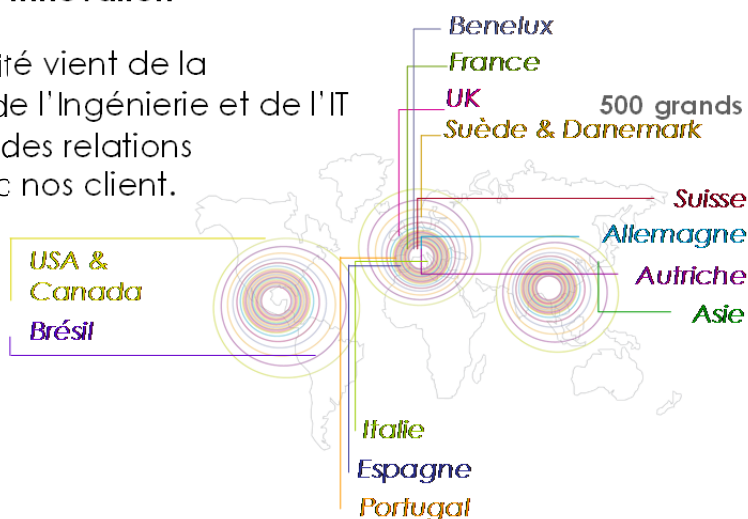 Benelux
ité vient de la
France
de l'Ingénierie et de l'IT
UK
500 grands
des relations
Suède & Danemark
nos client.
Suisse
Allemagne
USA &
Canada
Autriche
Brésil
Asie
Italie
Espagne
Portugal